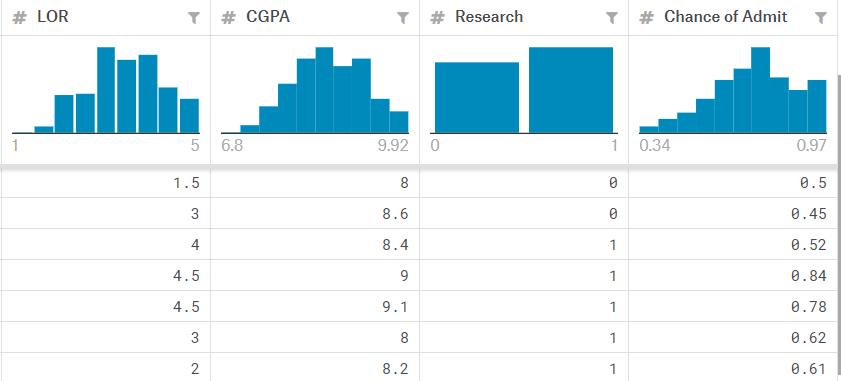 # LOR # CGPA # Research # Chance of Admit
1 5 6.8 9.92 0 1 0.34 0.97
1.5 8 0 0.5
3 8.6 0 0.45
4 8.4 1 0.52
4.5 9 1 0.84
4.5 9.1 1 0.78
3 8 1 0.62
2 8.2 1 0.61